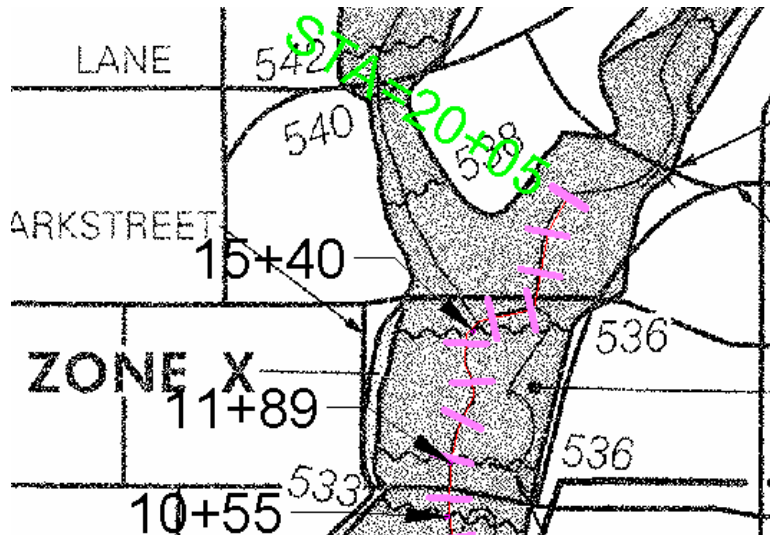 LANE
542
STA=20+05
540
538
ARKSTREET
15+40
536
ZONE X
11+89
536
533
10+55